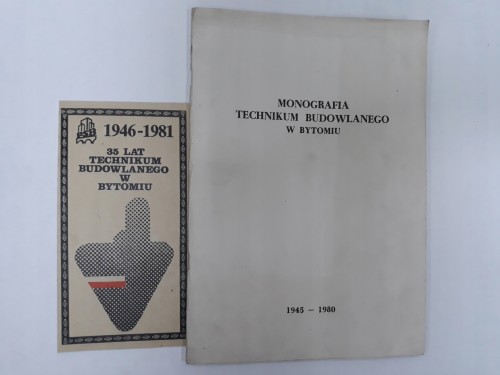 1946-1981
35 LAT
TECHNIKUM
BUDOWLANEGO
W
BYTOMIU
MONOGRAFIA
TECHNIKUM BUDOWLANEGO
W BYTOMIU
1945 – 1980